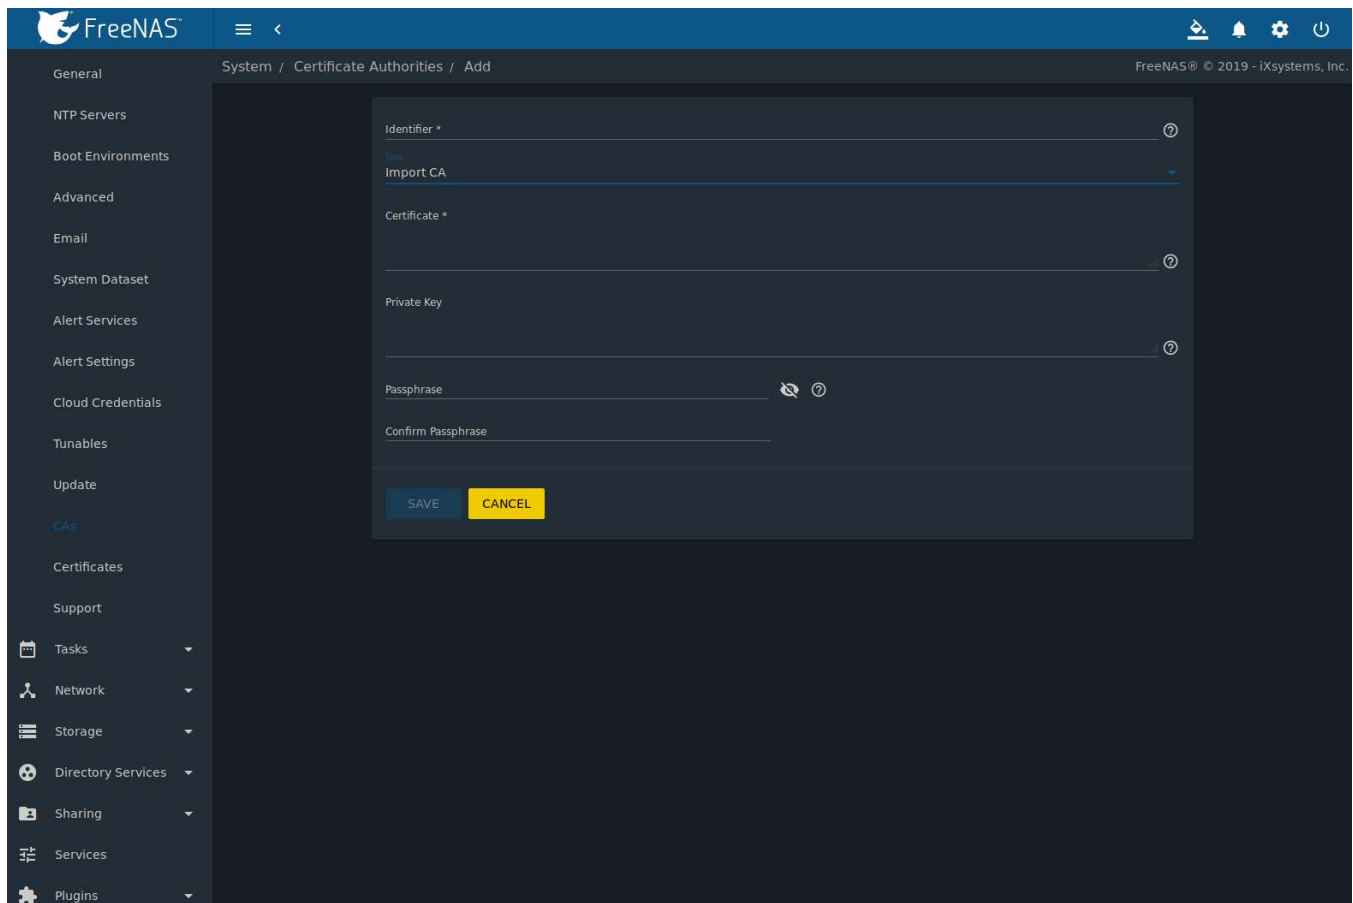 FreeNAS™
System / Certificate Authorities / Add
FreeNAS® © 2019 - iXsystems, Inc.
General
NTP Servers
Boot Environments
Advanced
Email
System Dataset
Alert Services
Alert Settings
Cloud Credentials
Tunables
Update
CAs
Certificates
Support
Tasks
Network
Storage
Directory Services
Sharing
Services
Plugins
Identifier *
Type
Import CA
Certificate *
Private Key
Passphrase
Confirm Passphrase
SAVE
CANCEL